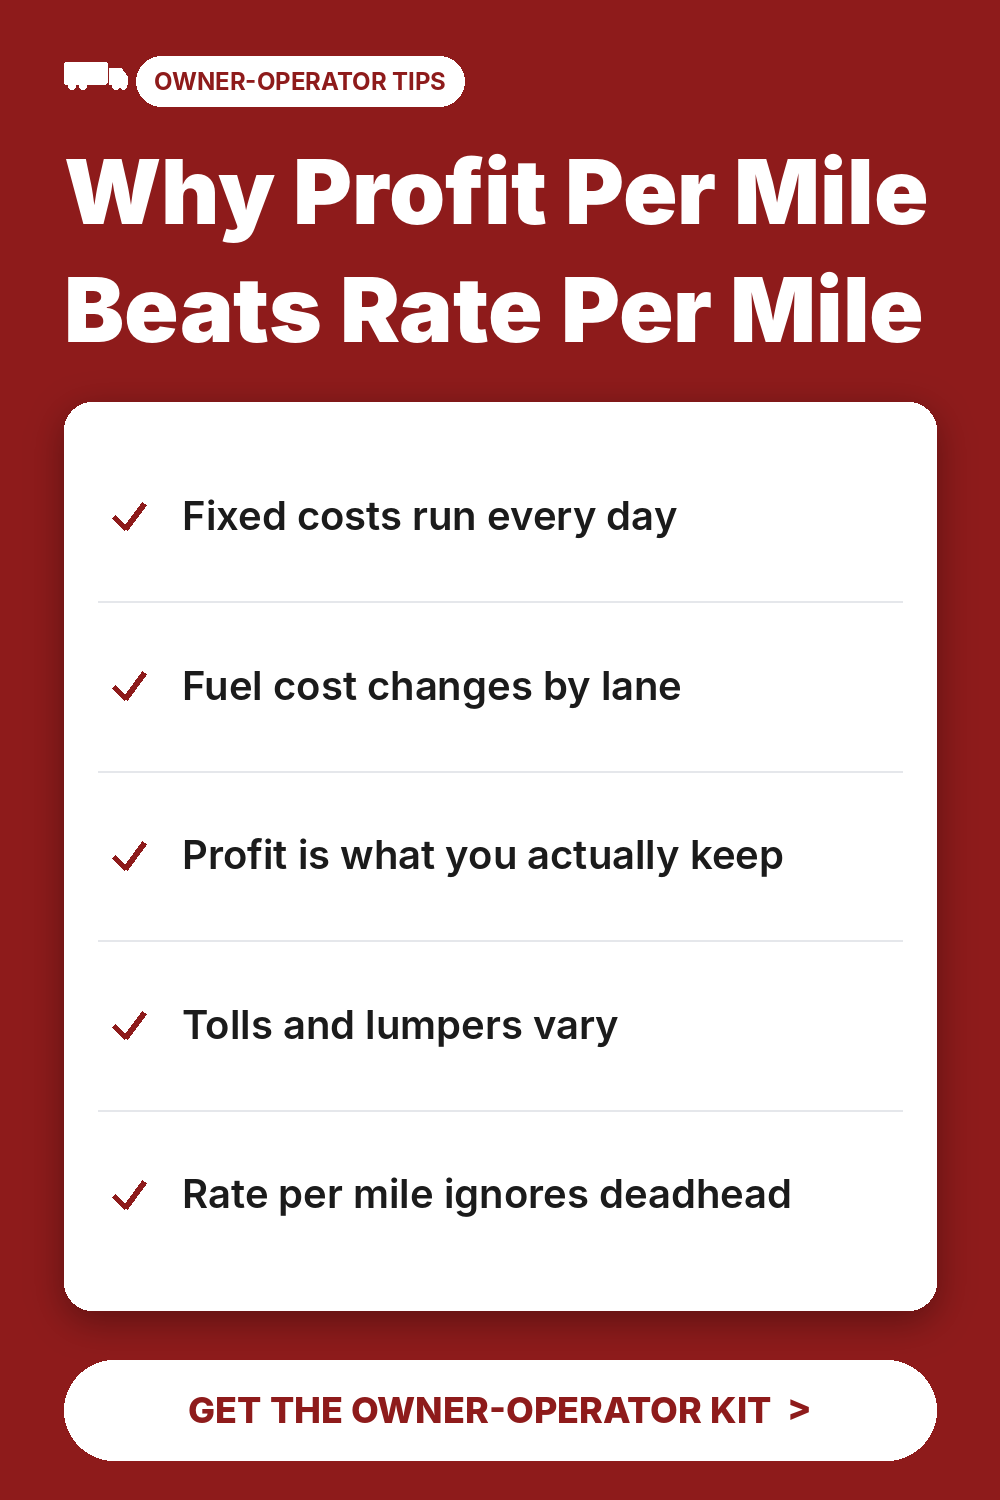 OWNER-OPERATOR TIPS
Why Profit Per Mile
Beats Rate Per Mile
Fixed costs run every day
Fuel cost changes by lane
Profit is what you actually keep
Tolls and lumpers vary
Rate per mile ignores deadhead
GET THE OWNER-OPERATOR KIT >